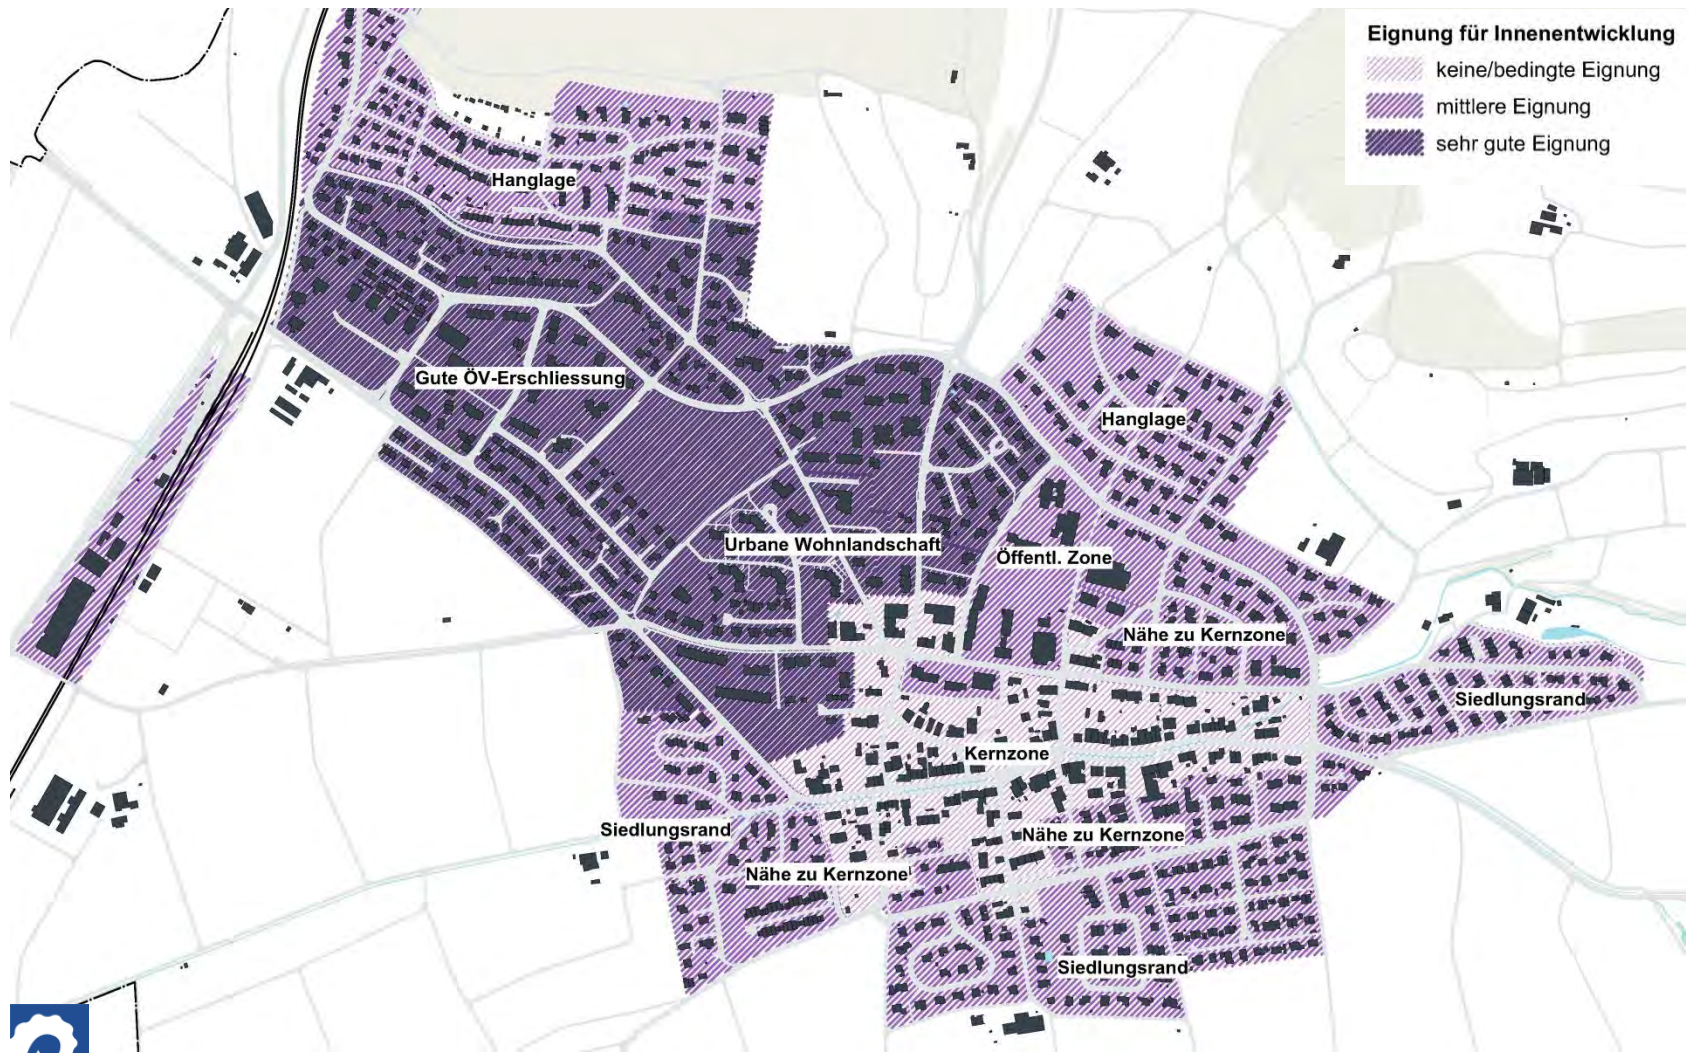 Eignung für Innenentwicklung
keine/bedingte Eignung
mittlere Eignung
sehr gute Eignung
Hanglage
Gute ÖV-Erschliessung
Hanglage
Urbane Wohnlandschaft
Öffentl. Zone
Nähe zu Kernzone
Siedlungsrand
Kernzone
Siedlungsrand
Nähe zu Kernzone
Nähe zu Kernzone
Siedlungsrand